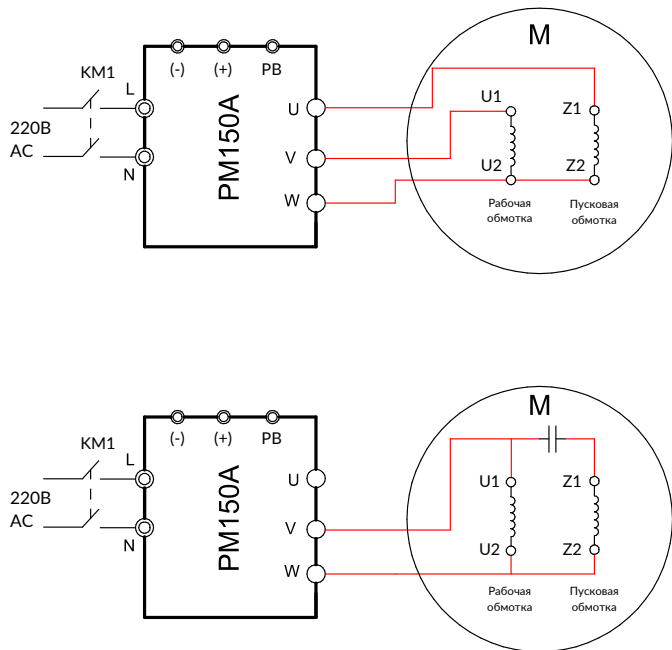 M
(-) (+) PB
KM1
L
U
U1 Z1
220В
AC
PM150A
V
N
U2 Z2
W
Рабочая обмотка
Пусковая обмотка
M
(-) (+) PB
KM1
L
U
U1 Z1
220В
AC
PM150A
V
N
U2 Z2
W
Рабочая обмотка
Пусковая обмотка